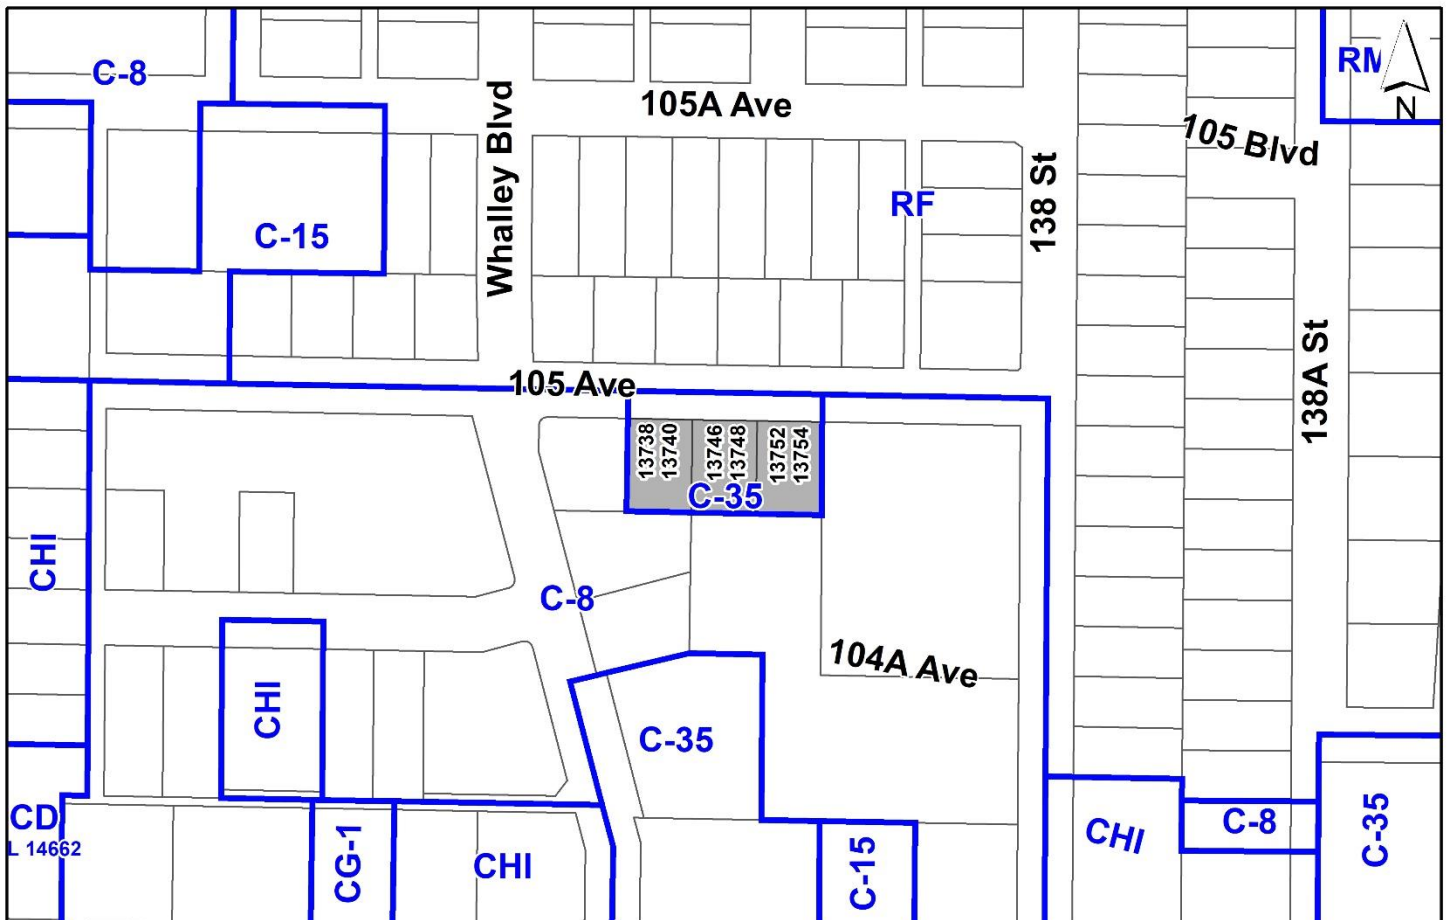 C-8
RM
N
105A Ave
Whalley Blvd
105 Blvd
138 St
RF
C-15
138A St
105 Ave
13738
13740
13746
13748
13752
13754
C-35
CHI
C-8
104A Ave
CHI
C-35
CD
L 14662
CG-1
CHI
C-15
CHI
C-8
C-35